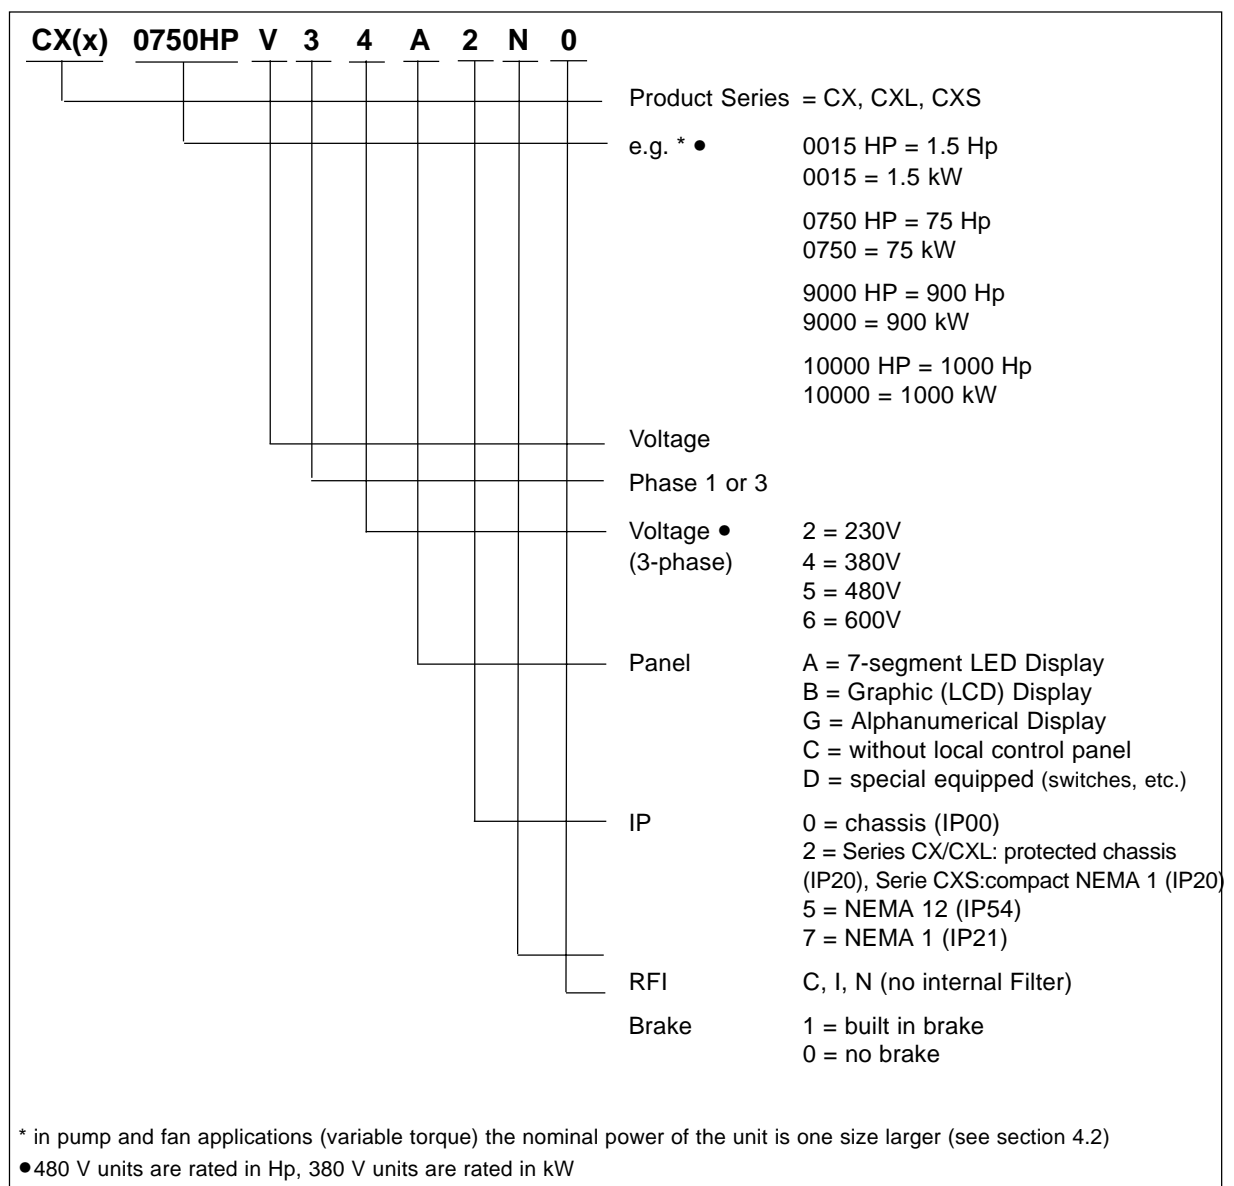 CX(x) 0750HP V 3 4 A 2 N 0
Product Series = CX, CXL, CXS
e.g. * ● 0015 HP = 1.5 Hp
0015 = 1.5 kW
0750 HP = 75 Hp
0750 = 75 kW
9000 HP = 900 Hp
9000 = 900 kW
10000 HP = 1000 Hp
10000 = 1000 kW
Voltage
Phase 1 or 3
Voltage ● 2 = 230V
(3-phase) 4 = 380V
5 = 480V
6 = 600V
Panel A = 7-segment LED Display
B = Graphic (LCD) Display
G = Alphanumerical Display
C = without local control panel
D = special equipped (switches, etc.)
IP 0 = chassis (IP00)
2 = Series CX/CXL: protected chassis
(IP20), Serie CXS:compact NEMA 1 (IP20)
5 = NEMA 12 (IP54)
7 = NEMA 1 (IP21)
RFI C, I, N (no internal Filter)
Brake 1 = built in brake
0 = no brake
* in pump and fan applications (variable torque) the nominal power of the unit is one size larger (see section 4.2)
●480 V units are rated in Hp, 380 V units are rated in kW